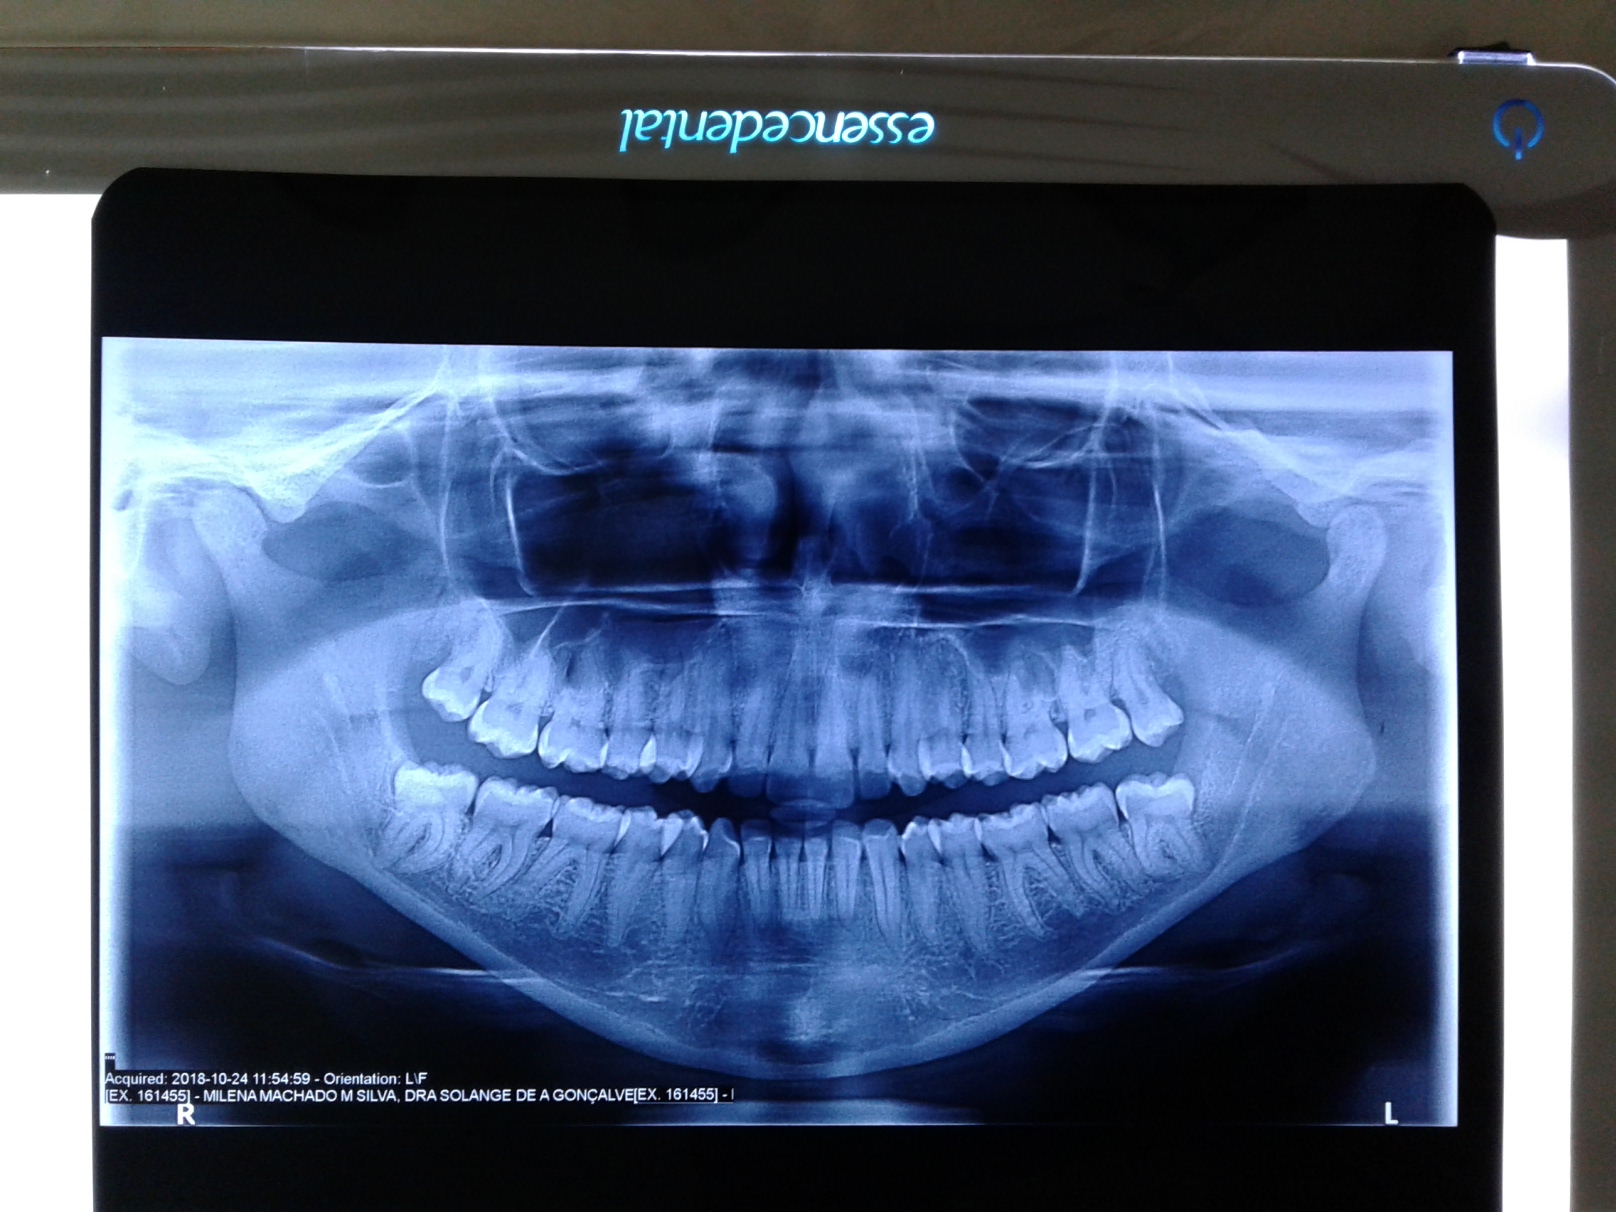 essencedental
Acquired: 2018-10-24 11:54:59 - Orientation: L\F
[EX. 161455] - MILENA MACHADO M SILVA, DRA SOLANGE DE A GONÇALVE[EX. 161455] -
R
L